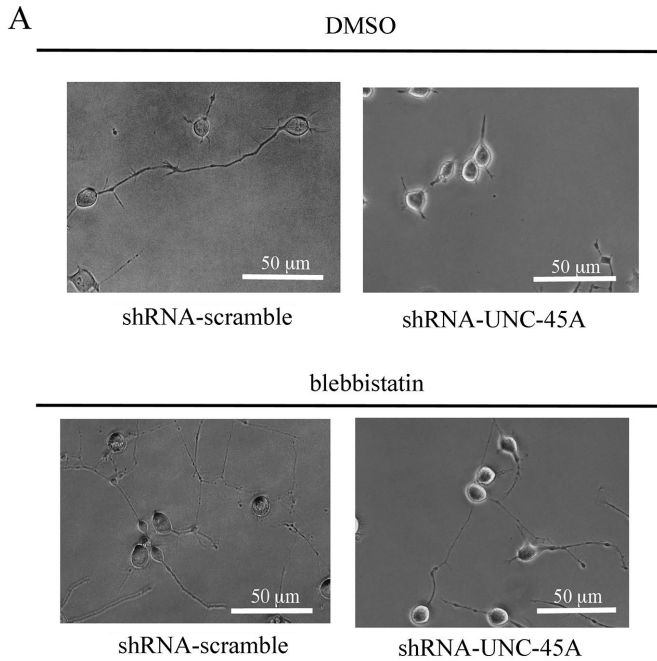 A
DMSO
50 µm
50 µm
shRNA-scramble
shRNA-UNC-45A
blebbistatin
50 µm
50 µm
shRNA-scramble
shRNA-UNC-45A